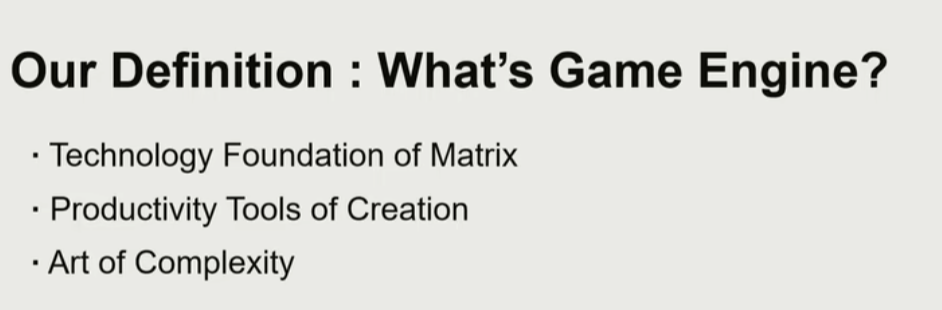 Our Definition : What's Game Engine?
· Technology Foundation of Matrix
· Productivity Tools of Creation
· Art of Complexity